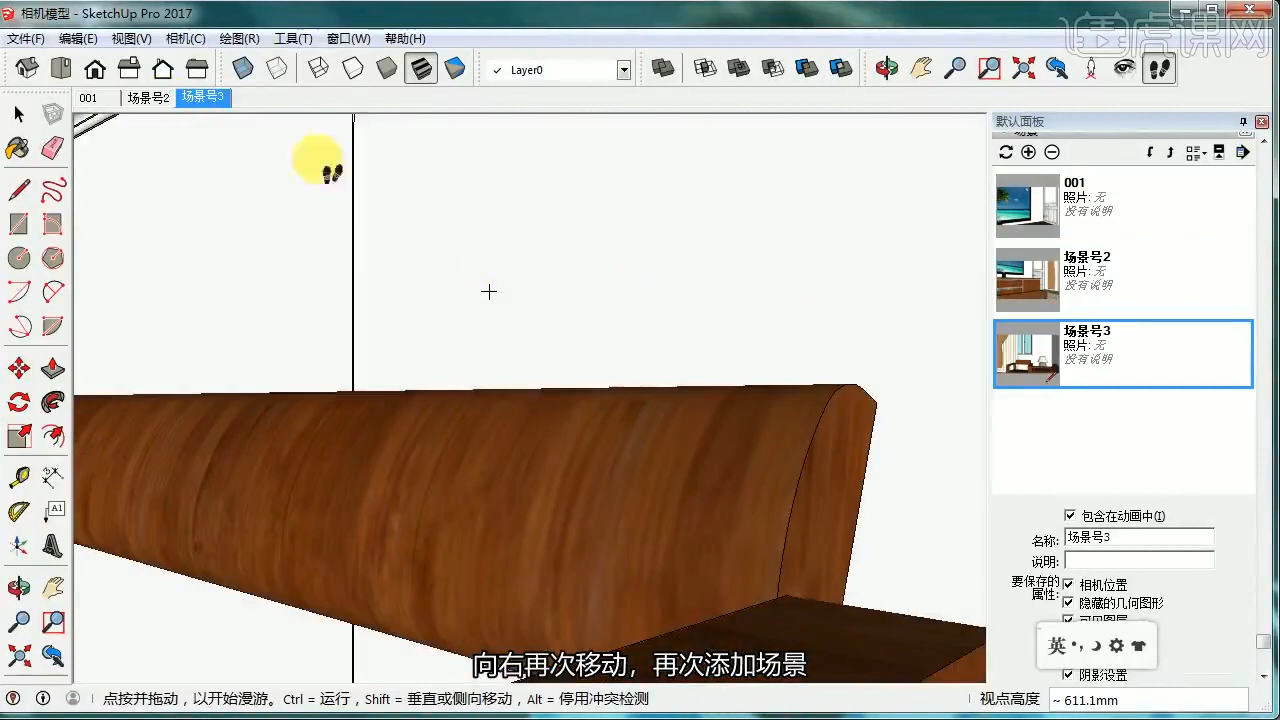 相机模型 - SketchUp Pro 2017
虎课网
文件(F) 编辑(E) 视图(V) 相机(C) 绘图(R) 工具(T) 窗口(W) 帮助(H)
Layer0
001 场景号2 场景号3
默认面板
001
照片: 无
没有说明
场景号2
照片: 无
没有说明
场景号3
照片: 无
没有说明
A1
包含在动画中(I)
名称: 场景号3
说明:
要保存的属性:
相机位置
隐藏的几何图形
英
阴影设置
向右再次移动，再次添加场景
点按并拖动，以开始漫游。Ctrl = 运行，Shift = 垂直或侧向移动，Alt = 停用冲突检测
视点高度 ~ 611.1mm